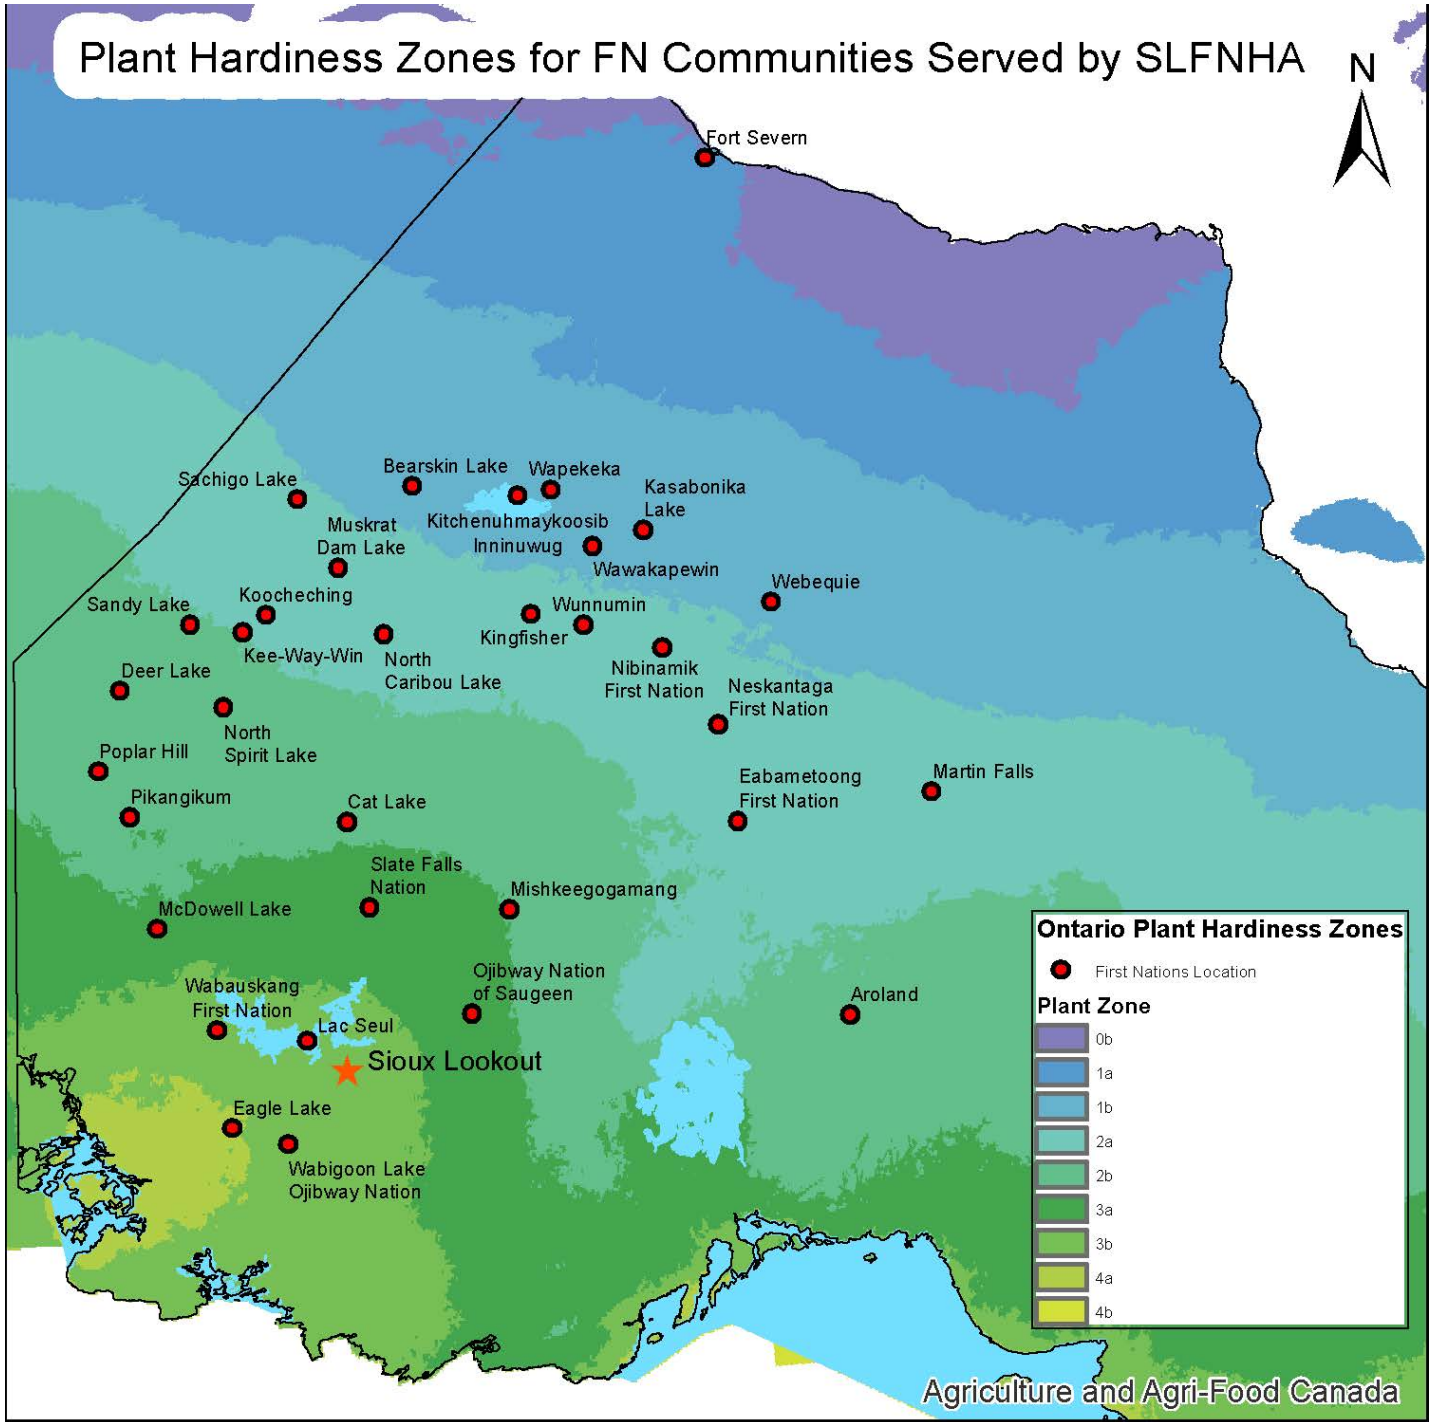 Plant Hardiness Zones for FN Communities Served by SLFNHA
N
Fort Severn
Bearskin Lake
Wapekeka
Sachigo Lake
Kasabonika
Lake
Muskrat
Dam Lake
Kitchenuhmaykoosib
Inninuwug
Wawakapewin
Webequie
Koocheching
Sandy Lake
Wunnumin
Kingfisher
Kee-Way-Win
North
Caribou Lake
Nibinamik
First Nation
Deer Lake
Neskantaga
First Nation
North
Spirit Lake
Poplar Hill
Pikangikum
Cat Lake
Eabametoong
First Nation
Martin Falls
Slate Falls
Nation
Mishkeegogamang
McDowell Lake
Ojibway Nation
of Saugeen
Wabauskang
First Nation
Lac Seul
Aroland
Sioux Lookout
Eagle Lake
Wabigoon Lake
Ojibway Nation
Ontario Plant Hardiness Zones
First Nations Location
Plant Zone
0b
1a
1b
2a
2b
3a
3b
4a
4b
Agriculture and Agri-Food Canada